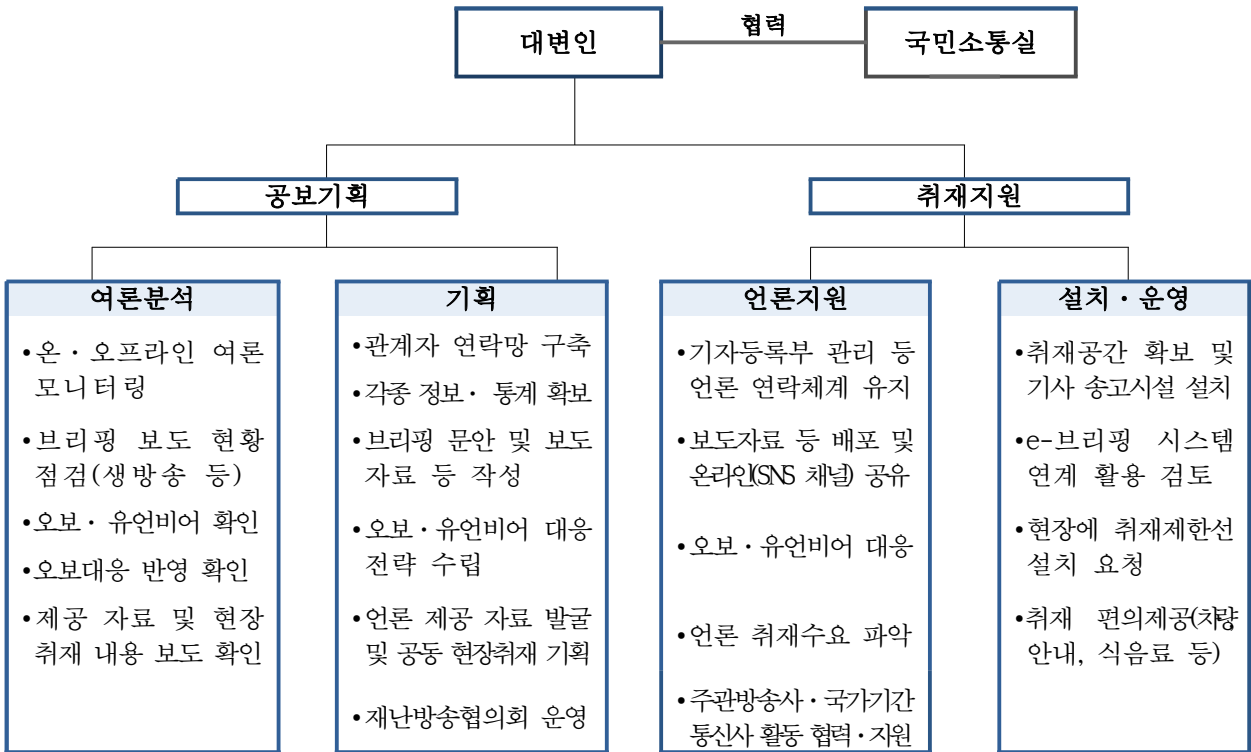 대변인
협력
국민소통실
공보기획
취재지원
여론분석
•온·오프라인 여론
모니터링
•브리핑 보도 현황
점검(생방송 등)
•오보·유언비어 확인
•오보대응 반영 확인
•제공 자료 및 현장
취재 내용 보도 확인
기획
•관계자 연락망 구축
•각종 정보· 통계 확보
•브리핑 문안 및 보도
자료 등 작성
•오보·유언비어 대응
전략 수립
•언론 제공 자료 발굴
및 공동 현장취재 기획
•재난방송협의회 운영
언론지원
•기자등록부 관리 등
언론 연락체계 유지
•보도자료 등 배포 및
온라인(SNS 채널) 공유
•오보·유언비어 대응
•언론 취재수요 파악
•주관방송사·국가기간
통신사 활동 협력·지원
설치·운영
•취재공간 확보 및
기사 송고시설 설치
•e-브리핑 시스템
연계 활용 검토
•현장에 취재제한선
설치 요청
•취재 편의제공(차량
안내, 식음료 등)